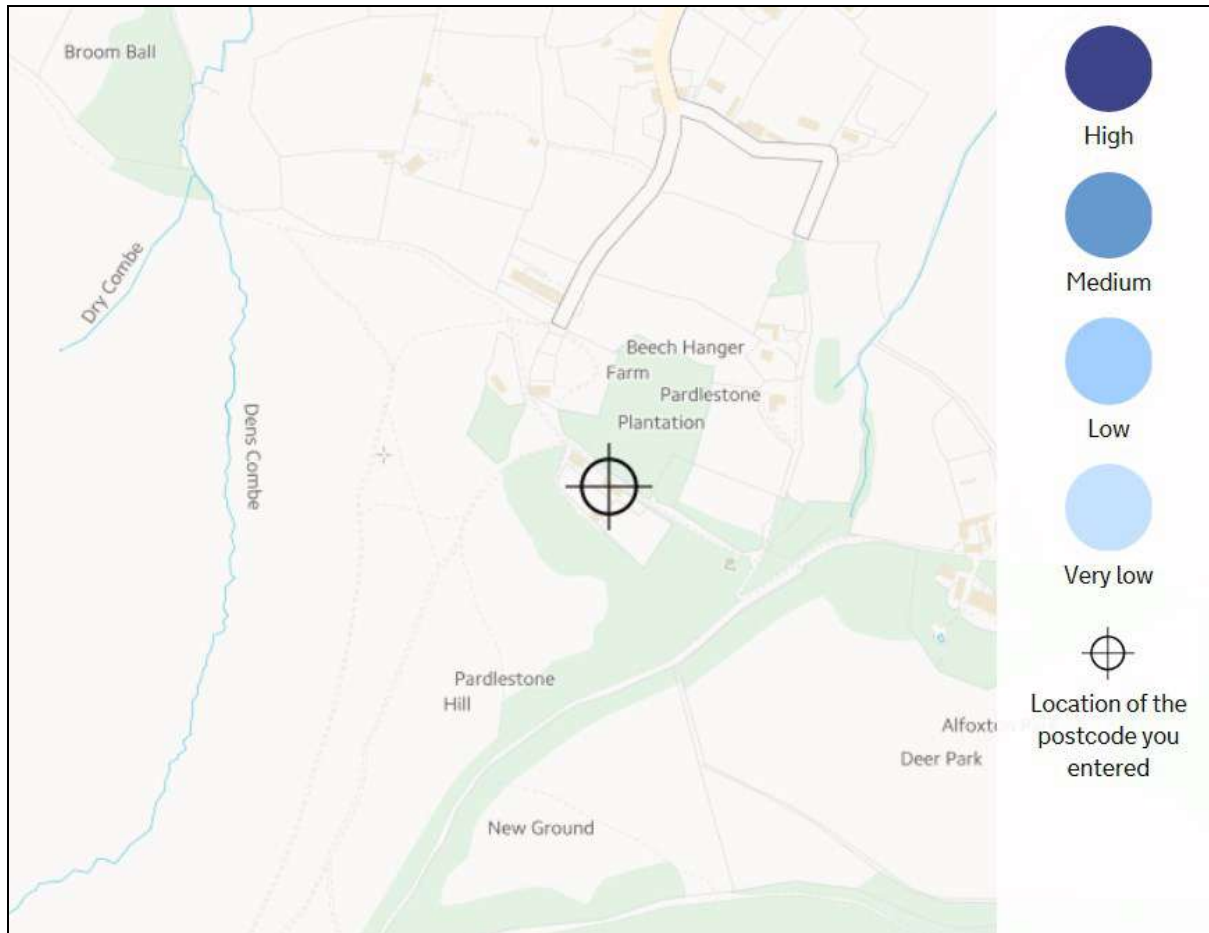 Broom Ball
Dry Combe
Dens Combe
Beech Hanger
Farm
Pardlestone
Plantation
Pardlestone
Hill
Alfoxt
Deer Park
New Ground
High
Medium
Low
Very low
Location of the
postcode you
entered